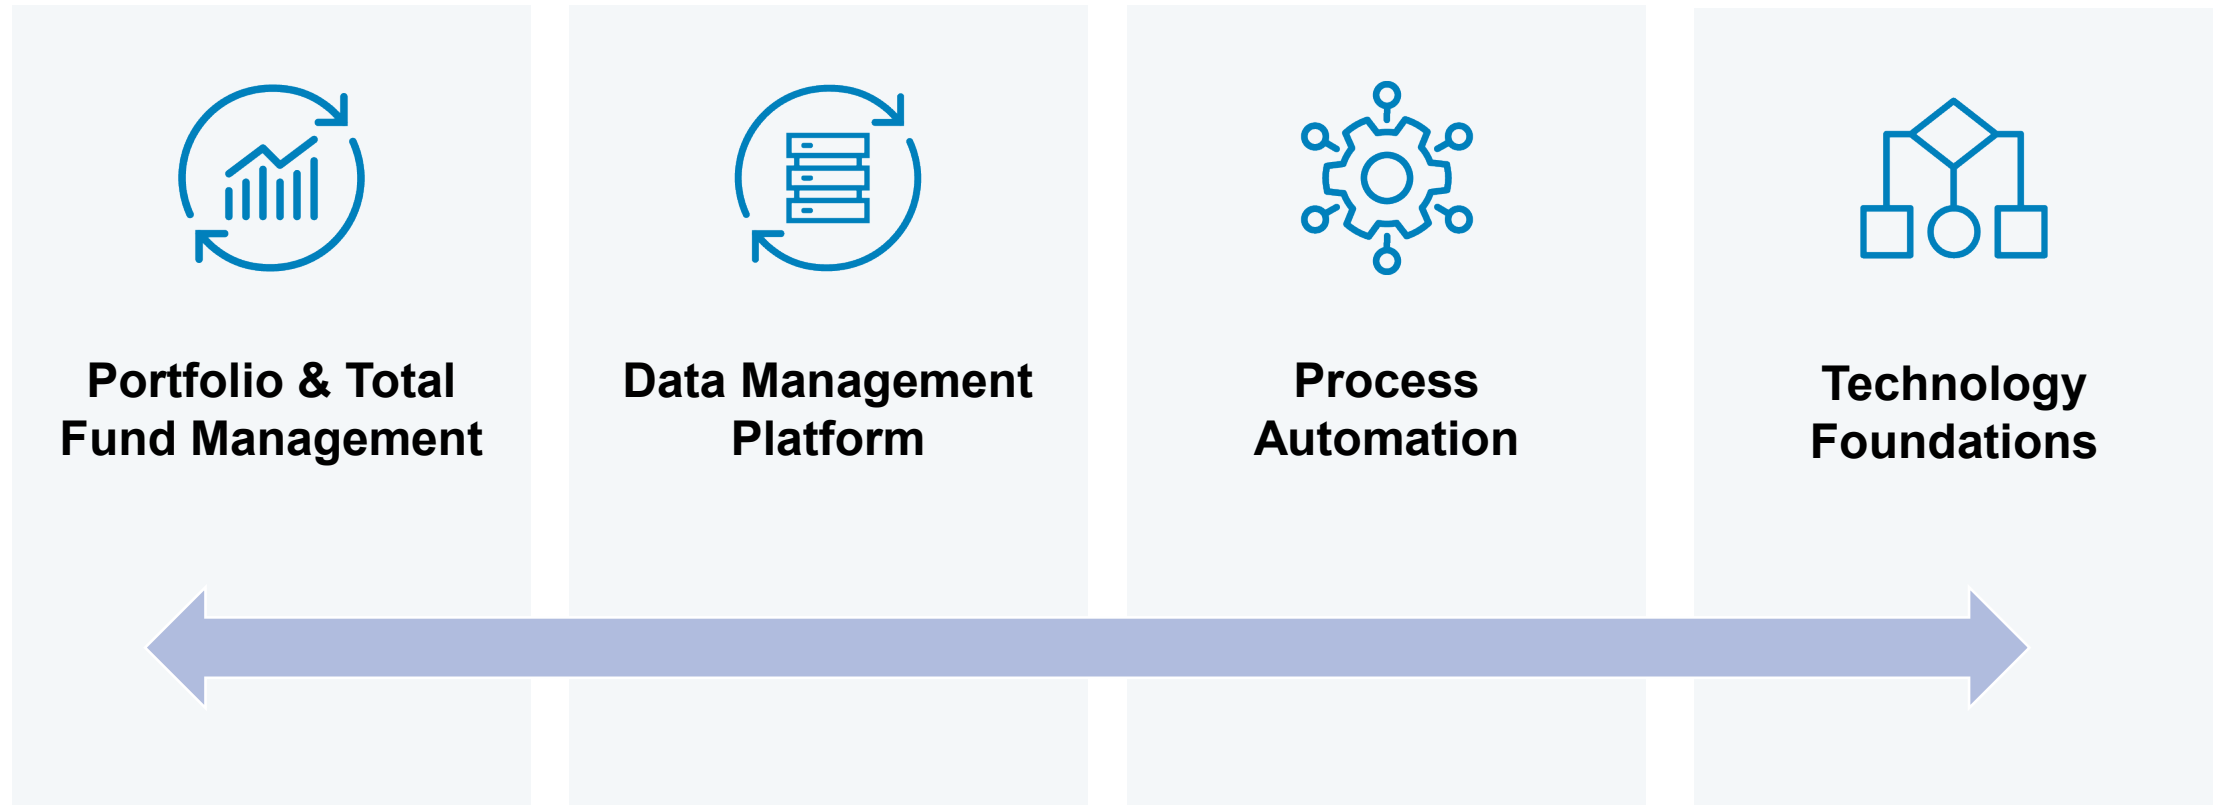 Portfolio & Total
Fund Management
Data Management
Platform
Process
Automation
Technology
Foundations